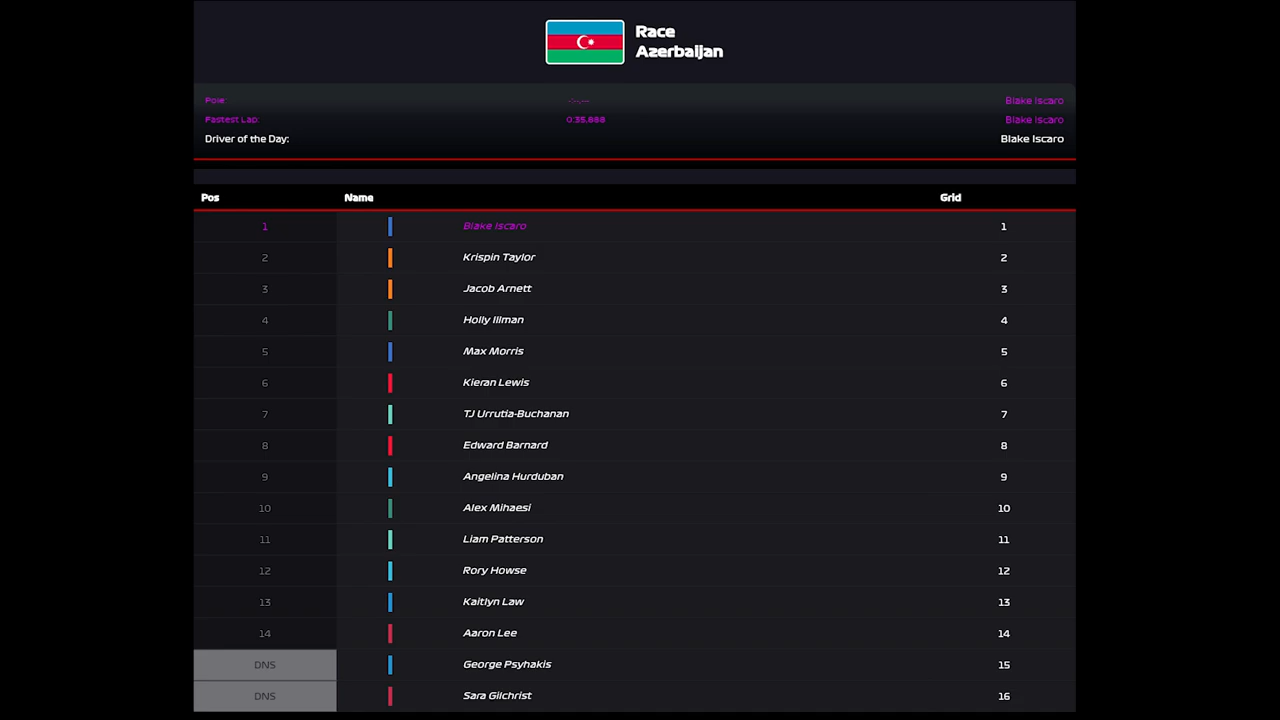 Race
Azerbaijan
Pole: -:--.--- Blake Iscaro
Fastest Lap: 0:35.888 Blake Iscaro
Driver of the Day: Blake Iscaro
Pos Name Grid
1 Blake Iscaro 1
2 Krispin Taylor 2
3 Jacob Arnett 3
4 Holly Illman 4
5 Max Morris 5
6 Kieran Lewis 6
7 TJ Urrutia-Buchanan 7
8 Edward Barnard 8
9 Angelina Hurduban 9
10 Alex Mihaesi 10
11 Liam Patterson 11
12 Rory Howse 12
13 Kaitlyn Law 13
14 Aaron Lee 14
DNS George Psyhakis 15
DNS Sara Gilchrist 16